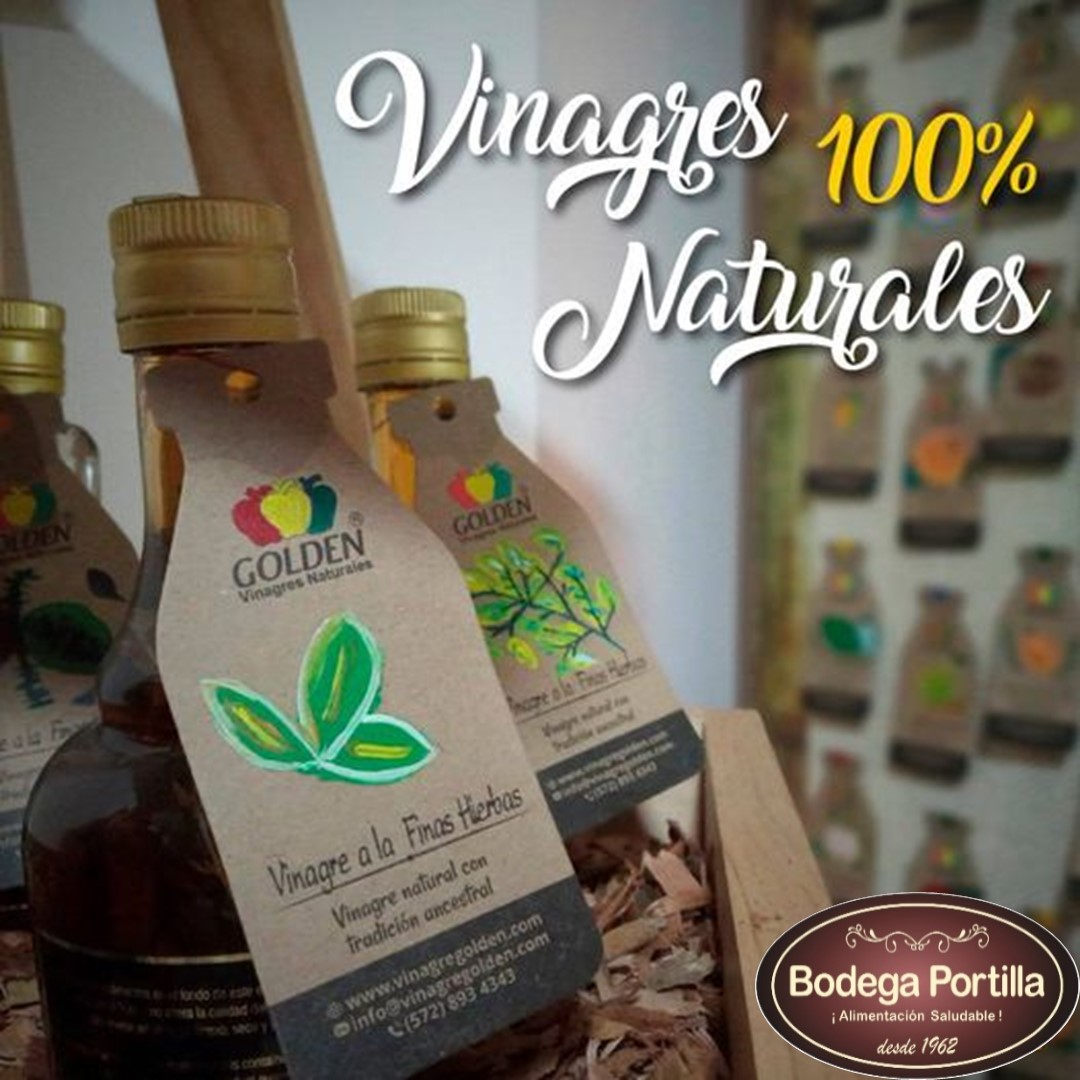 Vinagres 100%
Naturales
GOLDEN®
Vinagres Naturales
Vinagre a la Finas Hierbas
Vinagre natural con
tradición ancestral
www.vinagregolden.com
info@vinagregolden.com
(572) 893 4343
GOLDEN
Vinagres Naturales
Vinagre a la Finas Hierbas
Vinagre natural con
tradición ancestral
www.vinagregolden.com
info@vinagregolden.com
(572) 893 4343
Bodega Portilla
¡Alimentación Saludable!
desde 1962